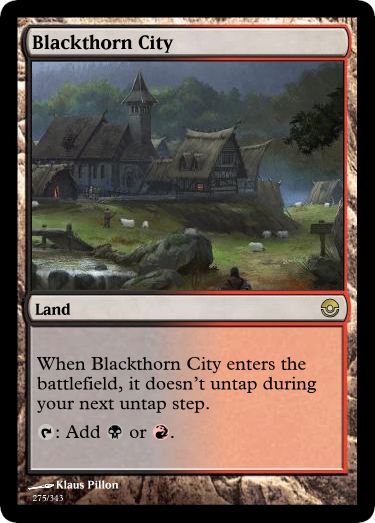 Blackthorn City
Land
When Blackthorn City enters the
battlefield, it doesn't untap during
your next untap step.
: Add or .
Klaus Pillon
275/343